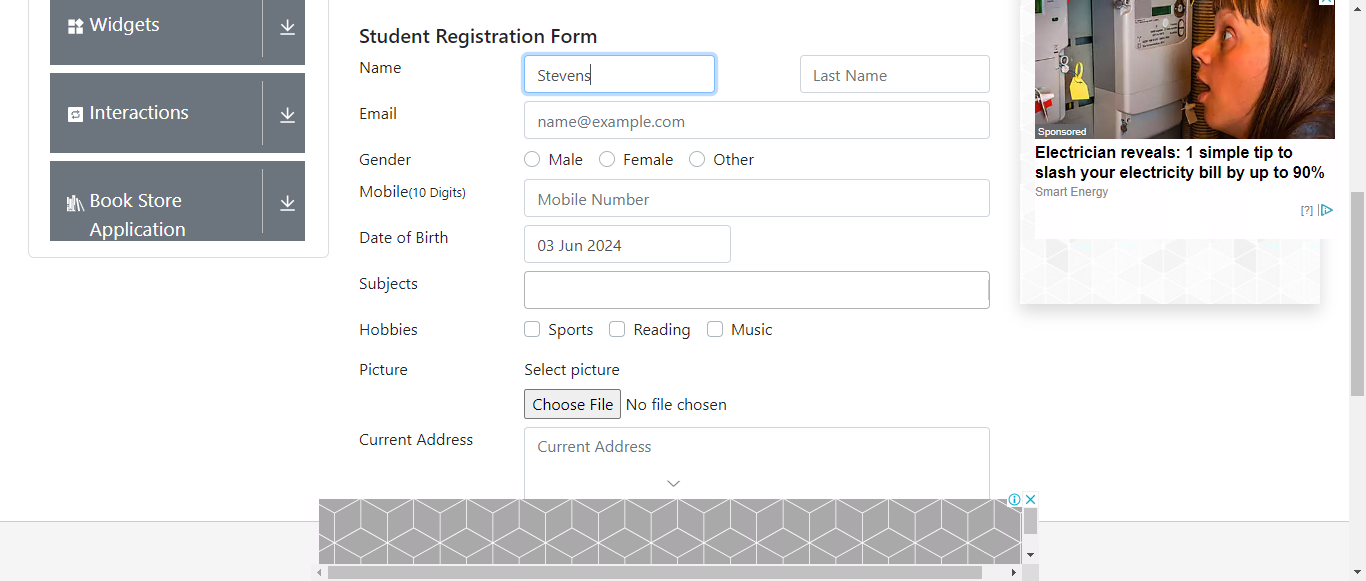 Widgets
Interactions
Book Store
Application
Student Registration Form
Name
Stevens
Last Name
Email
name@example.com
Gender
Male
Female
Other
Mobile(10 Digits)
Mobile Number
Date of Birth
03 Jun 2024
Subjects
Hobbies
Sports
Reading
Music
Picture
Select picture
Choose File
No file chosen
Current Address
Current Address
Sponsored
Electrician reveals: 1 simple tip to
slash your electricity bill by up to 90%
Smart Energy
[?]